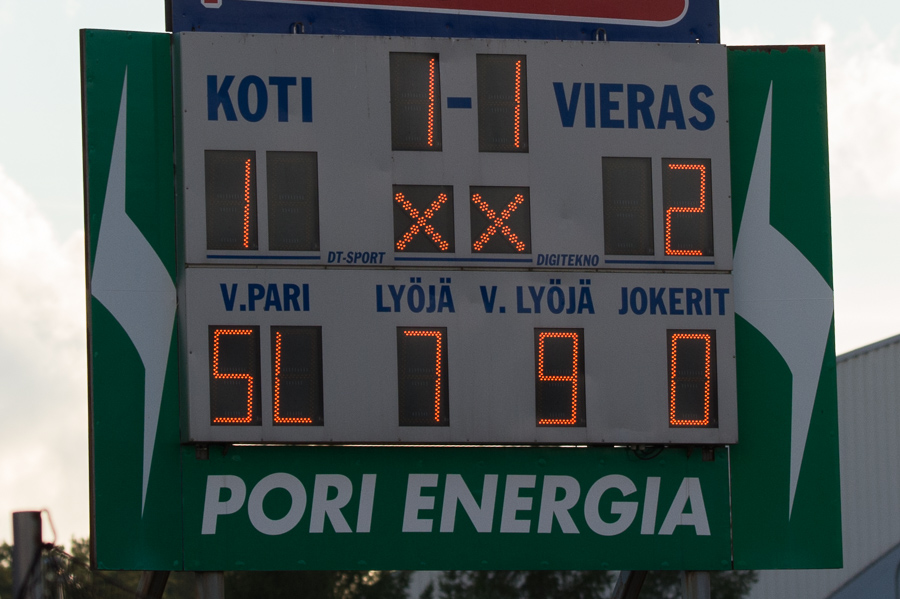 KOTI 1 - 1 VIERAS
1 X X 2
DT-SPORT DIGITEKNO
V.PARI LYÖJÄ V. LYÖJÄ JOKERIT
5L 7 9 0
PORI ENERGIA